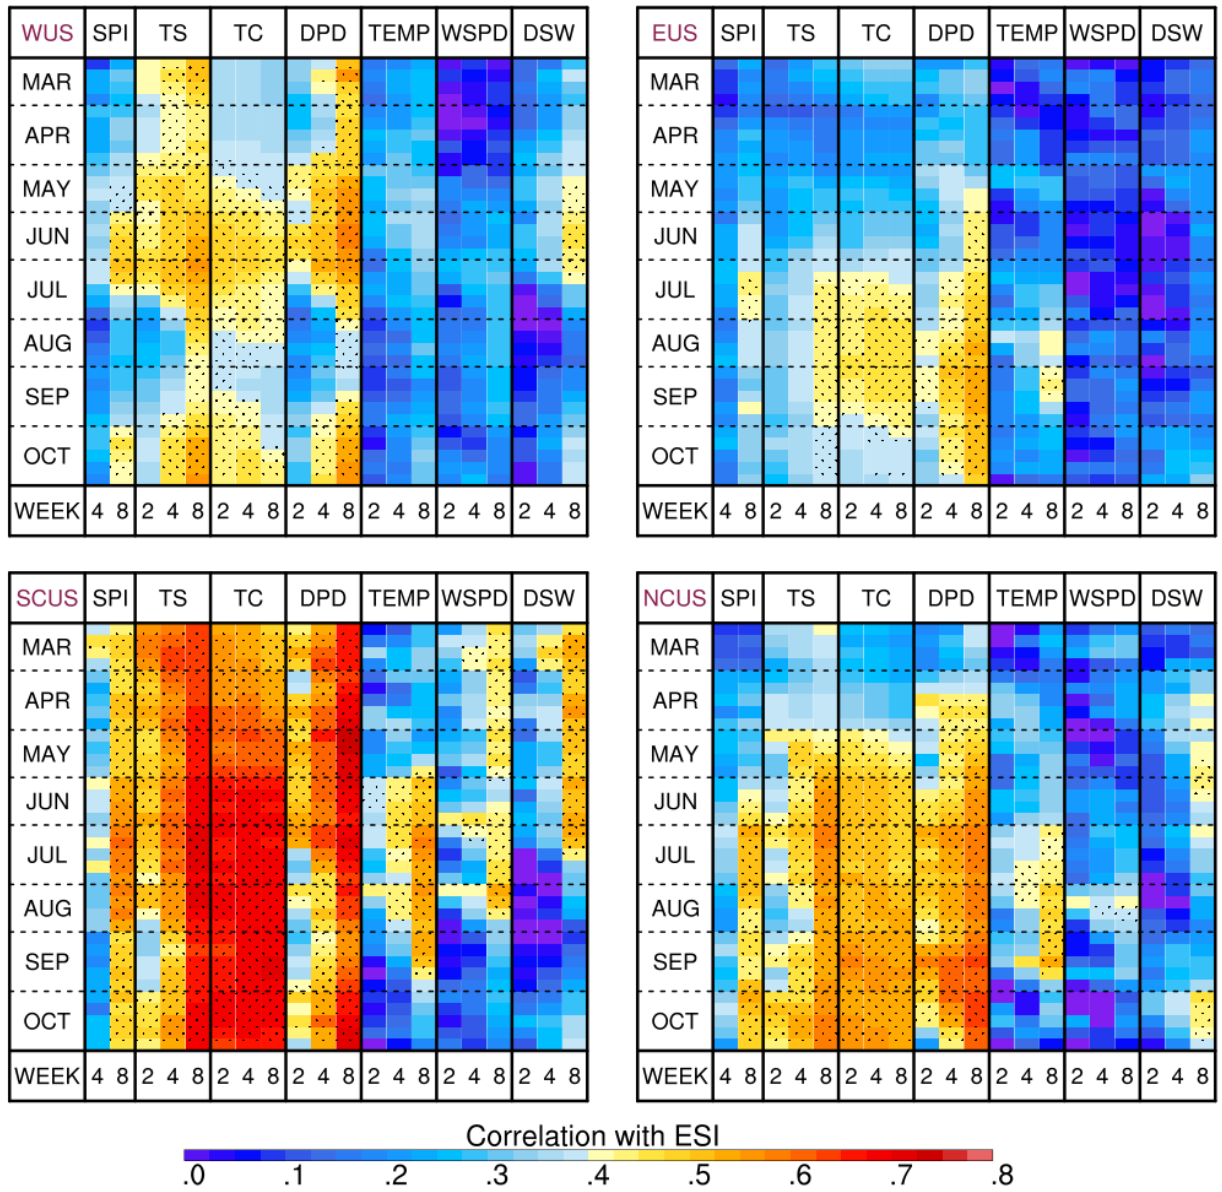 WUS SPI TS TC DPD TEMP WSPD DSW
MAR
APR
MAY
JUN
JUL
AUG
SEP
OCT
WEEK 4 8 2 4 8 2 4 8 2 4 8 2 4 8 2 4 8 2 4 8
EUS SPI TS TC DPD TEMP WSPD DSW
MAR
APR
MAY
JUN
JUL
AUG
SEP
OCT
WEEK 4 8 2 4 8 2 4 8 2 4 8 2 4 8 2 4 8 2 4 8
SCUS SPI TS TC DPD TEMP WSPD DSW
MAR
APR
MAY
JUN
JUL
AUG
SEP
OCT
WEEK 4 8 2 4 8 2 4 8 2 4 8 2 4 8 2 4 8 2 4 8
NCUS SPI TS TC DPD TEMP WSPD DSW
MAR
APR
MAY
JUN
JUL
AUG
SEP
OCT
WEEK 4 8 2 4 8 2 4 8 2 4 8 2 4 8 2 4 8 2 4 8
Correlation with ESI
.0 .1 .2 .3 .4 .5 .6 .7 .8